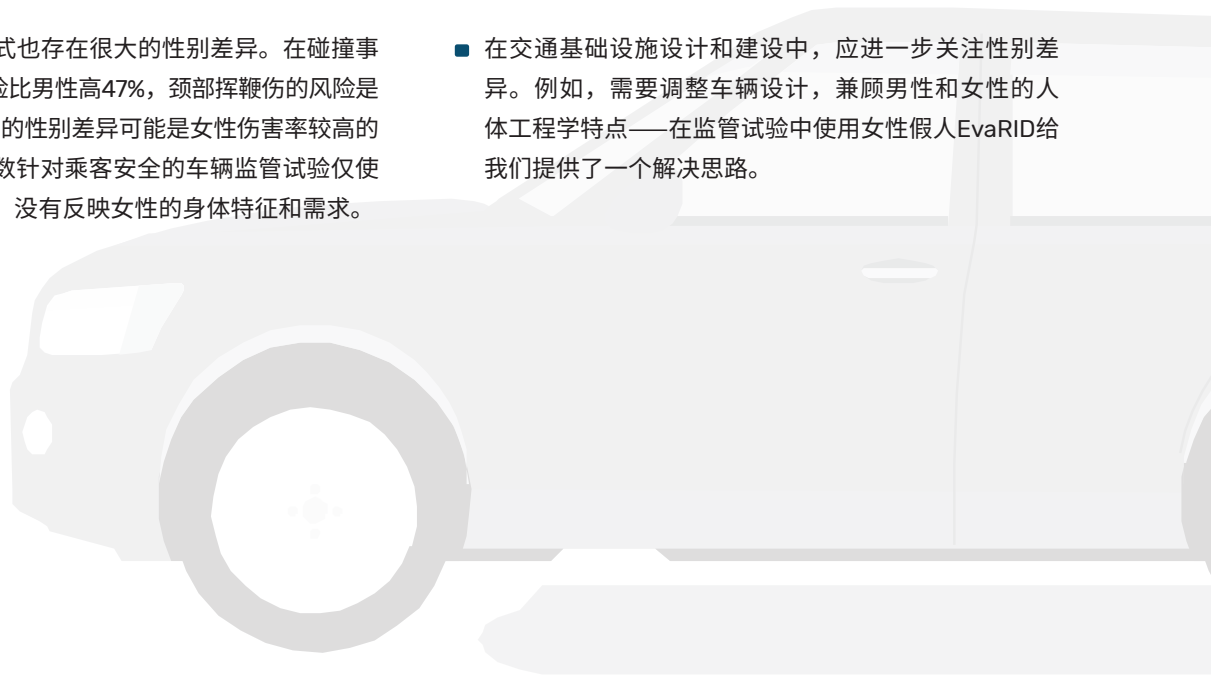 式也存在很大的性别差异。在碰撞事
险比男性高47%，颈部挥鞭伤的风险是
的性别差异可能是女性伤害率较高的
数针对乘客安全的车辆监管试验仅使
没有反映女性的身体特征和需求。
在交通基础设施设计和建设中，应进一步关注性别差
异。例如，需要调整车辆设计，兼顾男性和女性的人
体工程学特点——在监管试验中使用女性假人EvaRID给
我们提供了一个解决思路。